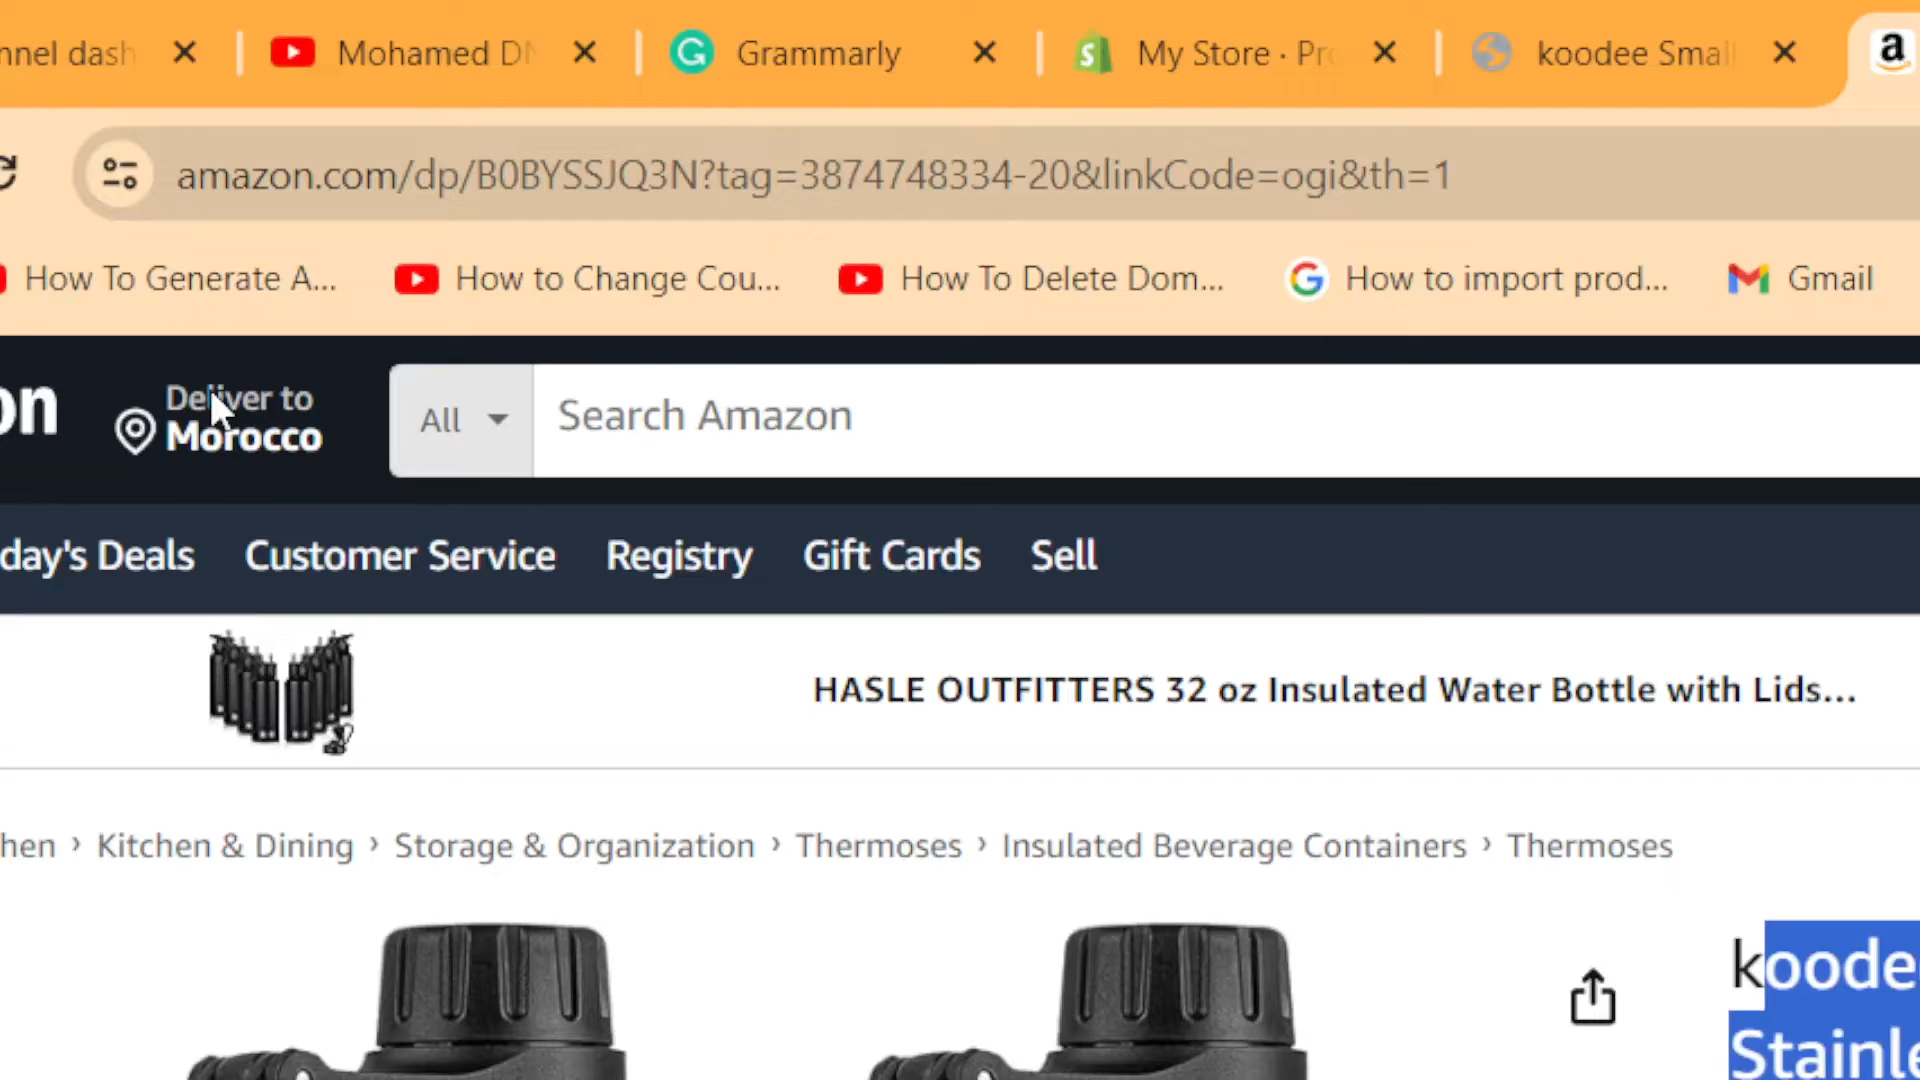 nnel dash
Mohamed DN
Grammarly
My Store · Pro
koodee Smal
amazon.com/dp/B0BYSSJQ3N?tag=3874748334-20&linkCode=ogi&th=1
How To Generate A...
How to Change Cou...
How To Delete Dom...
How to import prod...
Gmail
on
Deliver to
Morocco
All
Search Amazon
day's Deals
Customer Service
Registry
Gift Cards
Sell
HASLE OUTFITTERS 32 oz Insulated Water Bottle with Lids...
hen › Kitchen & Dining › Storage & Organization › Thermoses › Insulated Beverage Containers › Thermoses
koode
Stainle